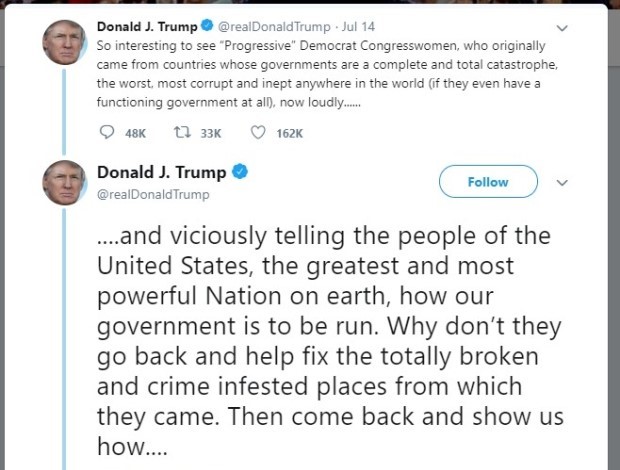 Donald J. Trump @realDonaldTrump · Jul 14
So interesting to see “Progressive” Democrat Congresswomen, who originally
came from countries whose governments are a complete and total catastrophe,
the worst, most corrupt and inept anywhere in the world (if they even have a
functioning government at all), now loudly......
48K 33K 162K
Donald J. Trump
@realDonaldTrump
Follow
....and viciously telling the people of the
United States, the greatest and most
powerful Nation on earth, how our
government is to be run. Why don’t they
go back and help fix the totally broken
and crime infested places from which
they came. Then come back and show us
how....